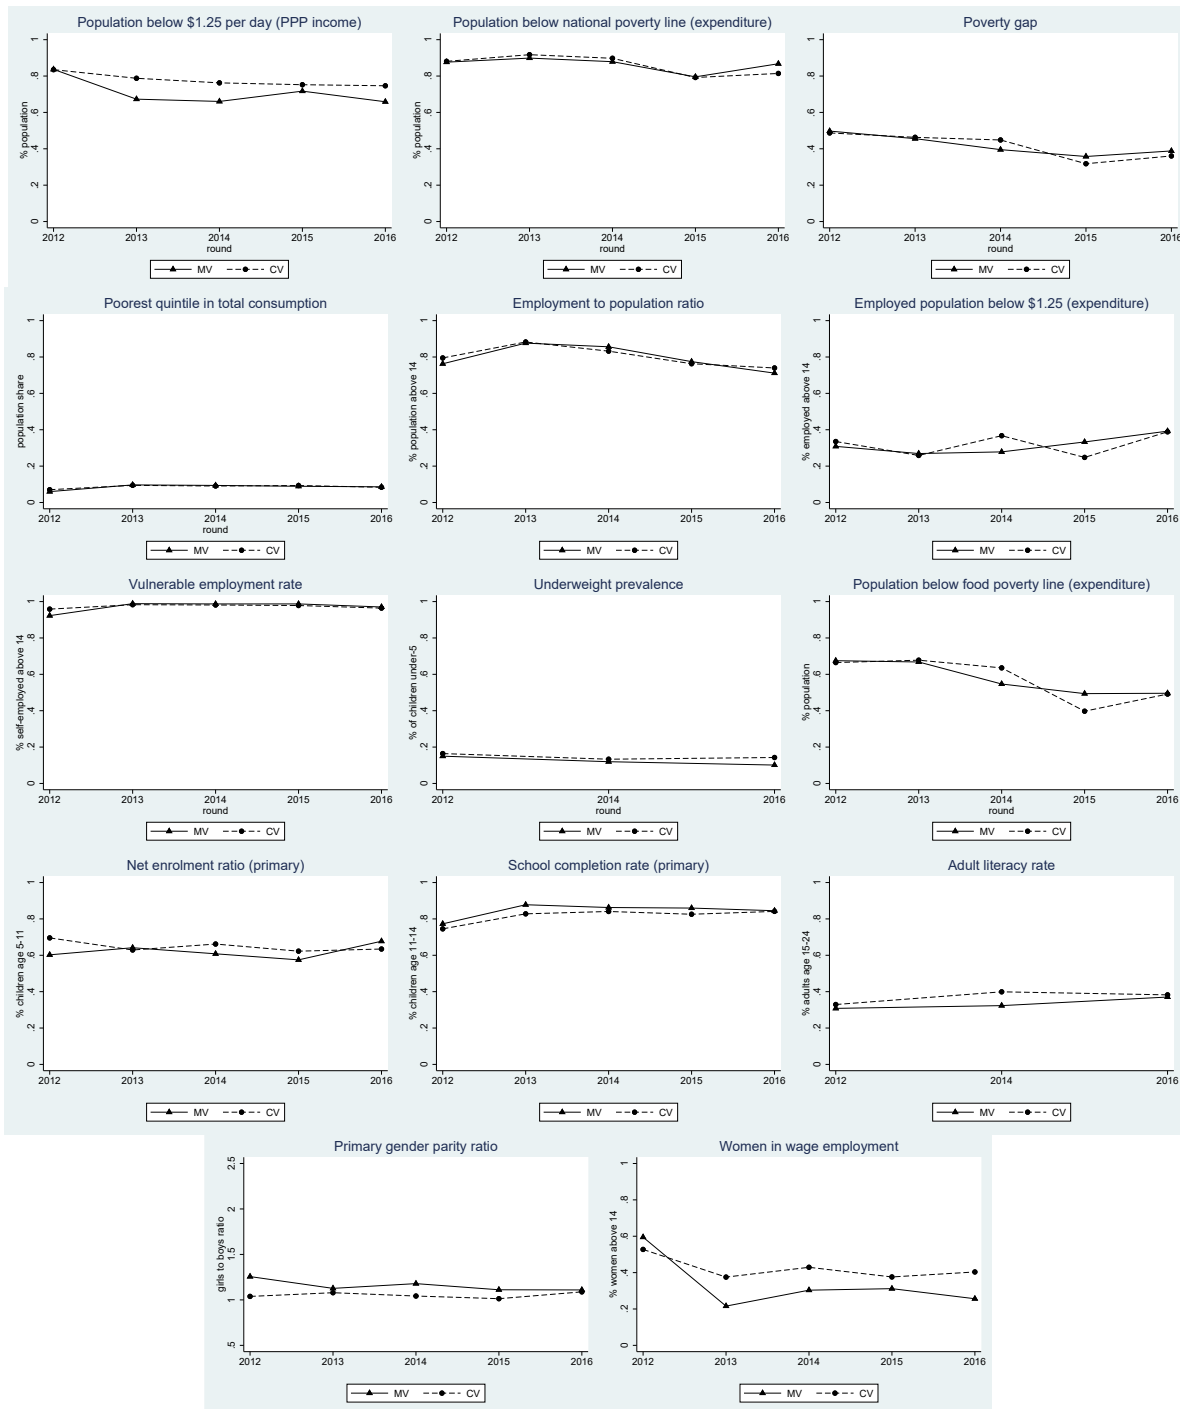 Population below $1.25 per day (PPP income)
% population
0 .2 .4 .6 .8 1
2012 2013 2014 2015 2016
round
MV CV
Population below national poverty line (expenditure)
% population
0 .2 .4 .6 .8 1
2012 2013 2014 2015 2016
round
MV CV
Poverty gap
0 .2 .4 .6 .8 1
2012 2013 2014 2015 2016
round
MV CV
Poorest quintile in total consumption
population share
0 .2 .4 .6 .8 1
2012 2013 2014 2015 2016
round
MV CV
Employment to population ratio
% population above 14
0 .2 .4 .6 .8 1
2012 2013 2014 2015 2016
MV CV
Employed population below $1.25 (expenditure)
% employed above 14
0 .2 .4 .6 .8 1
2012 2013 2014 2015 2016
MV CV
Vulnerable employment rate
% self-employed above 14
0 .2 .4 .6 .8 1
2012 2013 2014 2015 2016
round
MV CV
Underweight prevalence
% of children under-5
0 .2 .4 .6 .8 1
2012 2014 2016
round
MV CV
Population below food poverty line (expenditure)
% population
0 .2 .4 .6 .8 1
2012 2013 2014 2015 2016
round
MV CV
Net enrolment ratio (primary)
% children age 5-11
0 .2 .4 .6 .8 1
2012 2013 2014 2015 2016
MV CV
School completion rate (primary)
% children age 11-14
0 .2 .4 .6 .8 1
2012 2013 2014 2015 2016
MV CV
Adult literacy rate
% adults age 15-24
0 .2 .4 .6 .8 1
2012 2014 2016
MV CV
Primary gender parity ratio
girls to boys ratio
.5 1 1.5 2 2.5
2012 2013 2014 2015 2016
MV CV
Women in wage employment
% women above 14
0 .2 .4 .6 .8 1
2012 2013 2014 2015 2016
MV CV